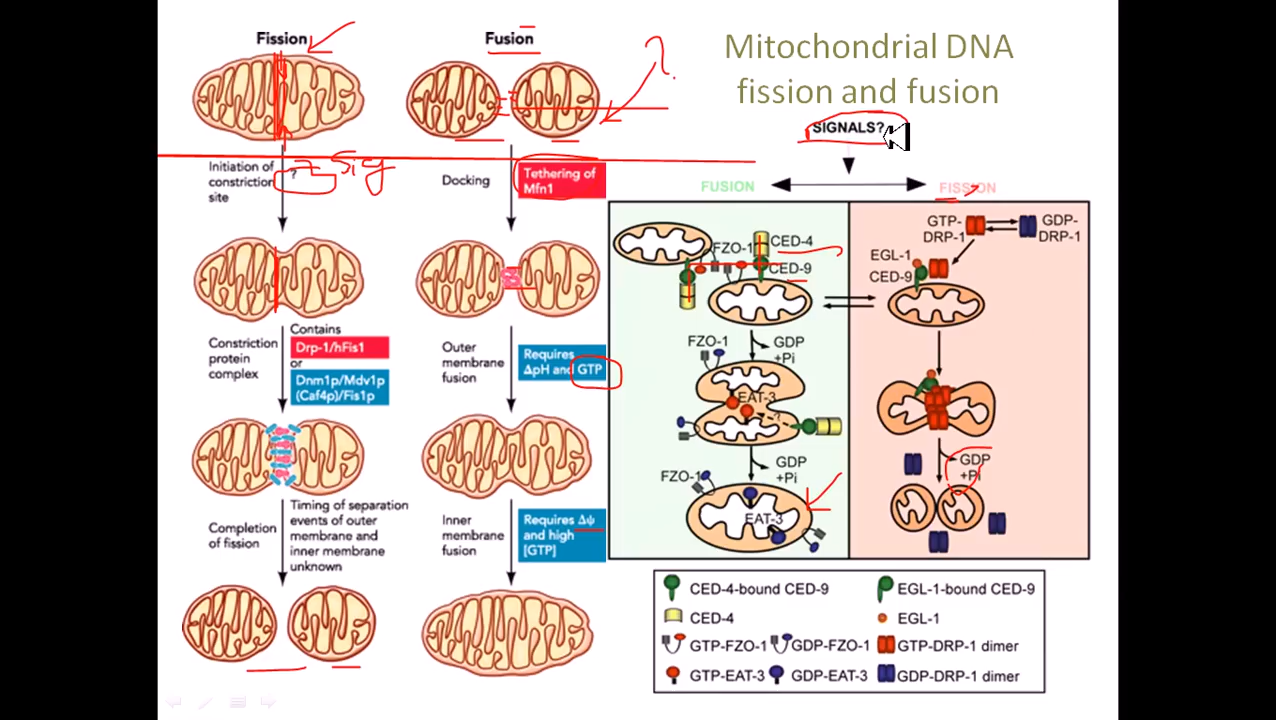 Mitochondrial DNA
fission and fusion
Fission
Fusion
Initiation of
constriction
site
?
Sig
Docking
Tethering of
Mfn1
Constriction
protein
complex
Contains
Drp-1/hFis1
or
Dnm1p/Mdv1p
(Caf4p)/Fis1p
Outer
membrane
fusion
Requires
ΔpH and GTP
Completion
of fission
Timing of separation
events of outer
membrane and
inner membrane
unknown
Inner
membrane
fusion
Requires Δψ
and high
[GTP]
?
SIGNALS?
FUSION
FISSION
FZO-1
CED-4
CED-9
FZO-1
GDP
+Pi
EAT-3
?
FZO-1
GDP
+Pi
EAT-3
GTP-
DRP-1
GDP-
DRP-1
EGL-1
CED-9
GDP
+Pi
CED-4-bound CED-9
EGL-1-bound CED-9
CED-4
EGL-1
GTP-FZO-1
GDP-FZO-1
GTP-DRP-1 dimer
GTP-EAT-3
GDP-EAT-3
GDP-DRP-1 dimer